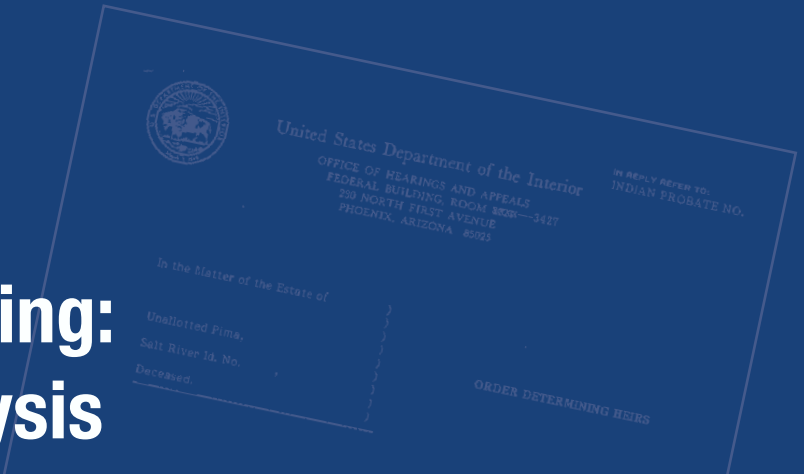 United States Department of the Interior
OFFICE OF HEARINGS AND APPEALS
FEDERAL BUILDING, ROOM 3427
230 NORTH FIRST AVENUE
PHOENIX, ARIZONA 85025
IN REPLY REFER TO:
INDIAN PROBATE NO.
In the Matter of the Estate of
Unallotted Pima,
Salt River Id. No.
Deceased.
)
)
)
)
)
)
ORDER DETERMINING HEIRS
ing:
ysis